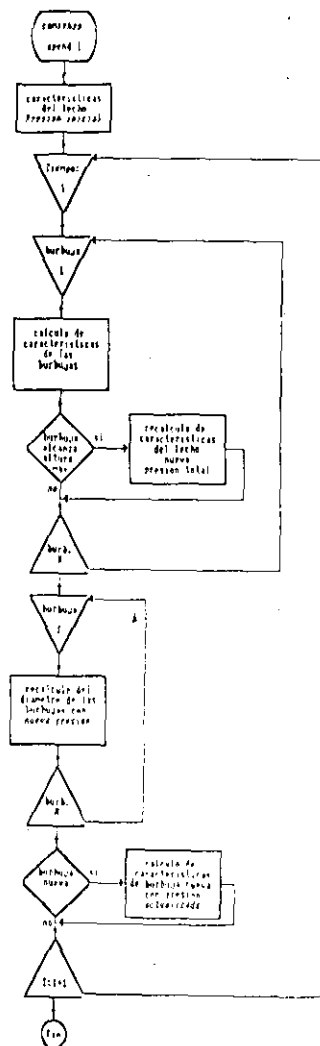 comienzo
caracteristicas
del lecho
Presion inicial
Tiempo:
burbuja
calculo de
caracteristicas
de las
burbujas
burbuja
alcanza
altura
max
si
recalculo de
caracteristicas
del lecho
nueva
presion total
no
burb.
N
burbuja
recalculo del
diametro de las
burbujas con
nueva presion
burb.
N
burbuja
nueva
si
calculo de
caracteristicas
de burbuja nueva
con presion
actualizada
no
Fin